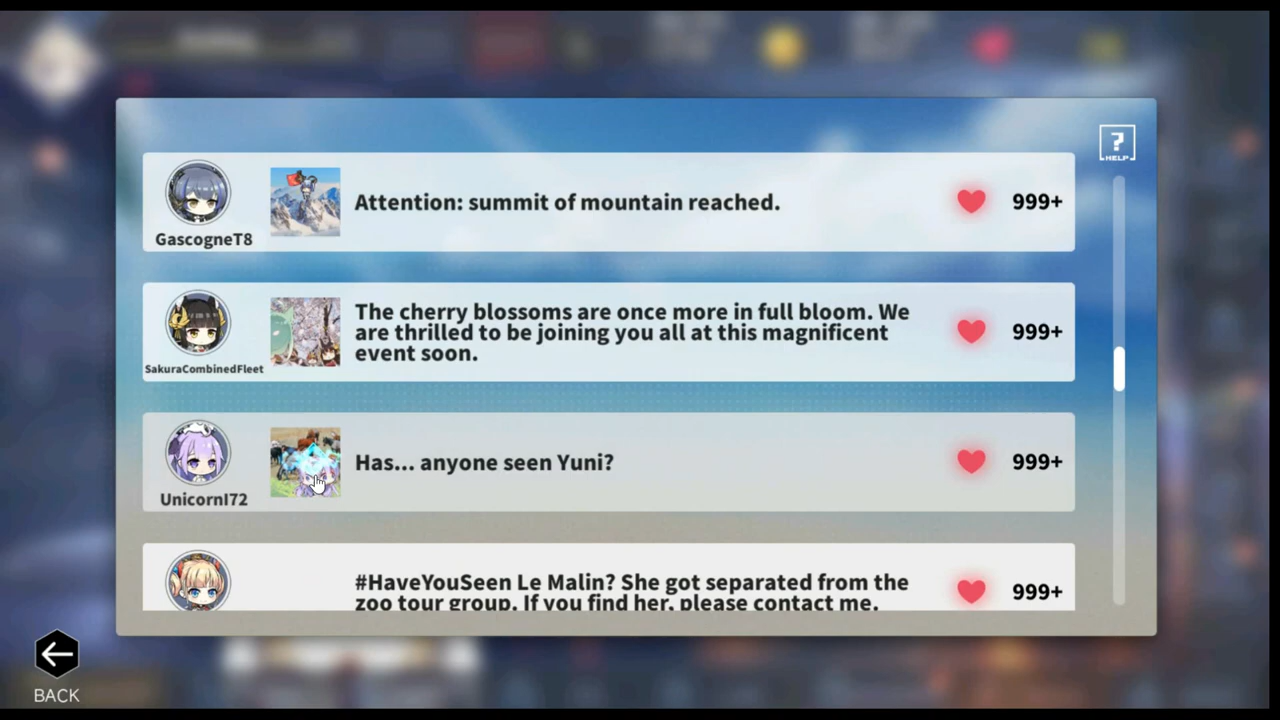 ?
HELP
Attention: summit of mountain reached.
999+
GascogneT8
The cherry blossoms are once more in full bloom. We
are thrilled to be joining you all at this magnificent
event soon.
999+
SakuraCombinedFleet
Has... anyone seen Yuni?
999+
UnicornI72
#HaveYouSeen Le Malin? She got separated from the
zoo tour group. If you find her, please contact me.
999+
BACK